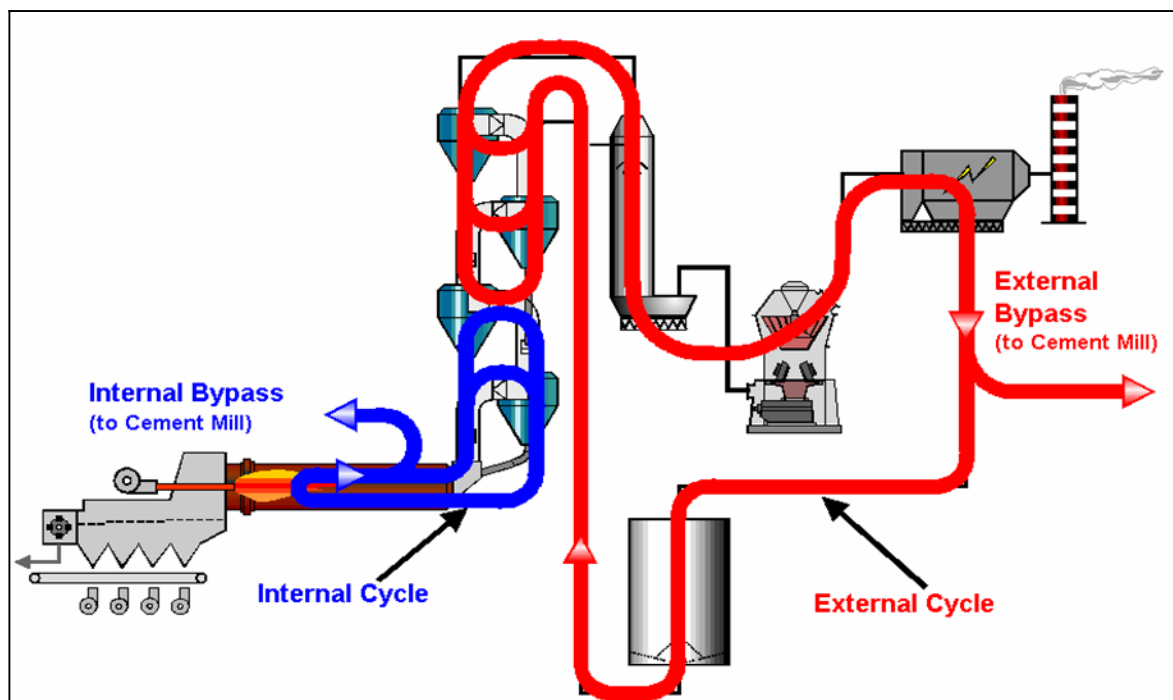 External
Bypass
(to Cement Mill)
Internal Bypass
(to Cement Mill)
Internal Cycle
External Cycle